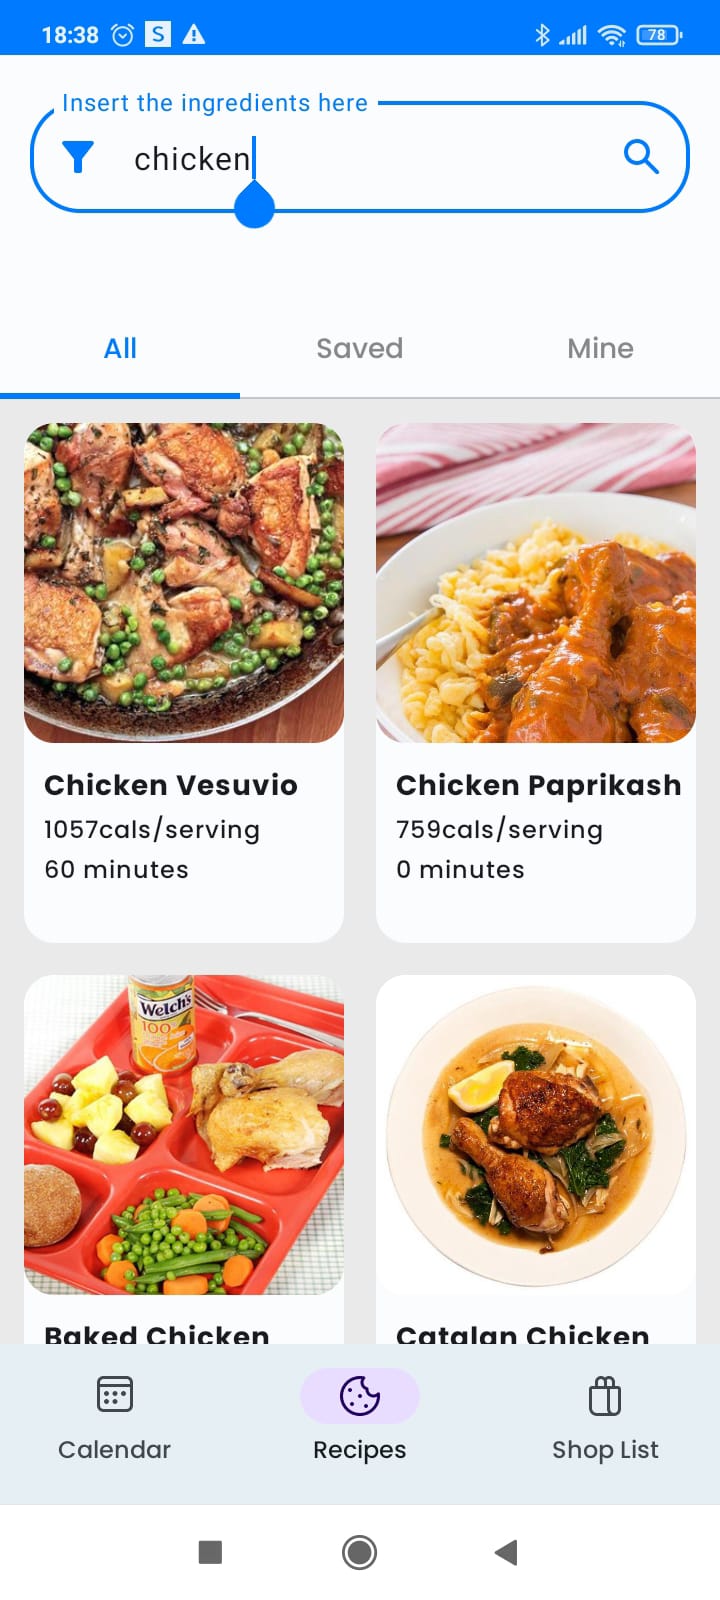 18:38 S 78
Insert the ingredients here
chicken
All Saved Mine
Chicken Vesuvio
1057cals/serving
60 minutes
Chicken Paprikash
759cals/serving
0 minutes
Welch's
100%
Baked Chicken
Catalan Chicken
Calendar Recipes Shop List